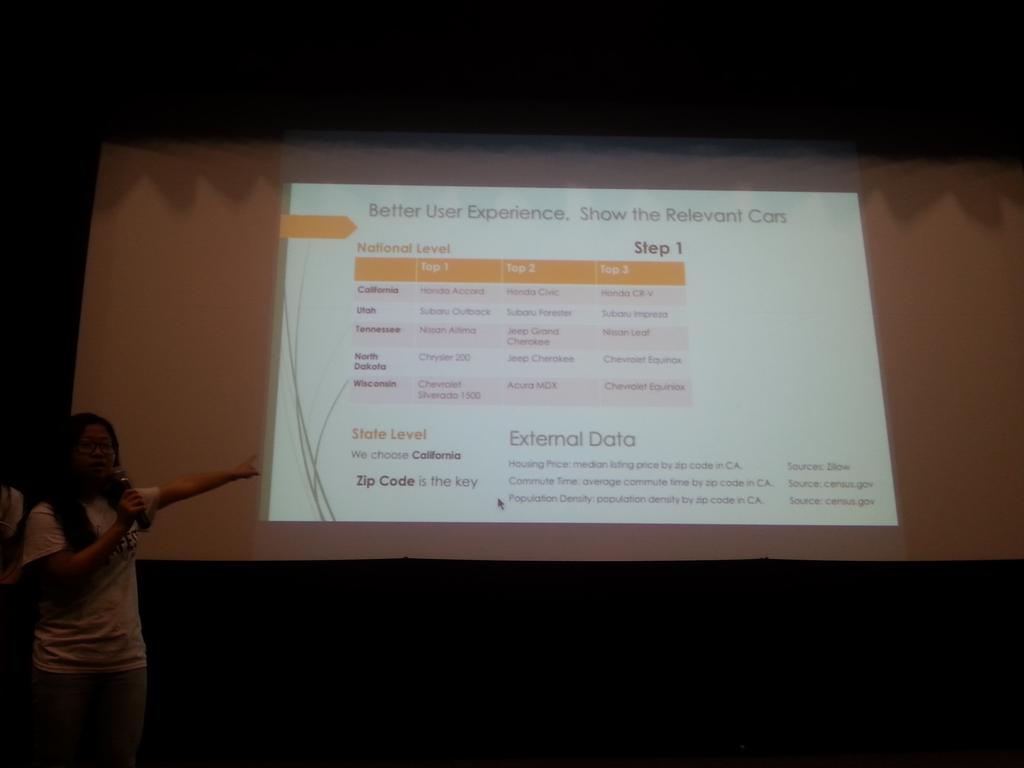 Better User Experience. Show the Relevant Cars
National Level
Step 1
Top 1 Top 2 Top 3
California Honda Accord Honda Civic Honda CR-V
Utah Subaru Outback Subaru Forester Subaru Impreza
Tennessee Nissan Altima Jeep Grand Cherokee Nissan Leaf
North Dakota Chrysler 200 Jeep Cherokee Chevrolet Equinox
Wisconsin Chevrolet Silverado 1500 Acura MDX Chevrolet Equinox
State Level
We choose California
Zip Code is the key
External Data
Housing Price: median listing price by zip code in CA. Sources: Zillow
Commute Time: average commute time by zip code in CA. Source: census.gov
Population Density: population density by zip code in CA. Source: census.gov